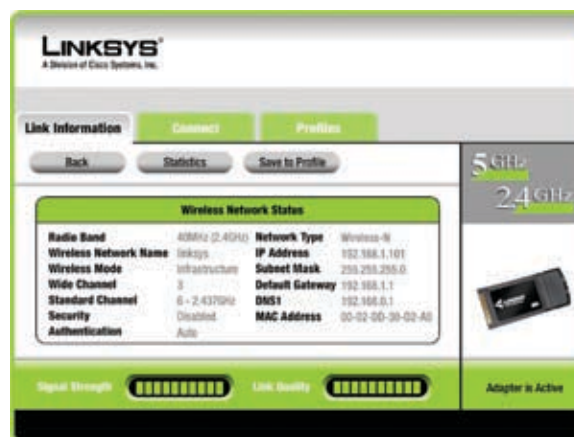 LINKSYS®
A Division of Cisco Systems, Inc.
Link Information Connect Profiles
Back Statistics Save to Profile
5 GHz
2.4 GHz
Wireless Network Status
Radio Band 40MHz (2.4GHz) Network Type Wireless-N
Wireless Network Name linksys IP Address 192.168.1.101
Wireless Mode Infrastructure Subnet Mask 255.255.255.0
Wide Channel 3 Default Gateway 192.168.1.1
Standard Channel 6 - 2.437GHz DNS1 192.168.0.1
Security Disabled MAC Address
Authentication Auto
Signal Strength Link Quality Adapter is Active